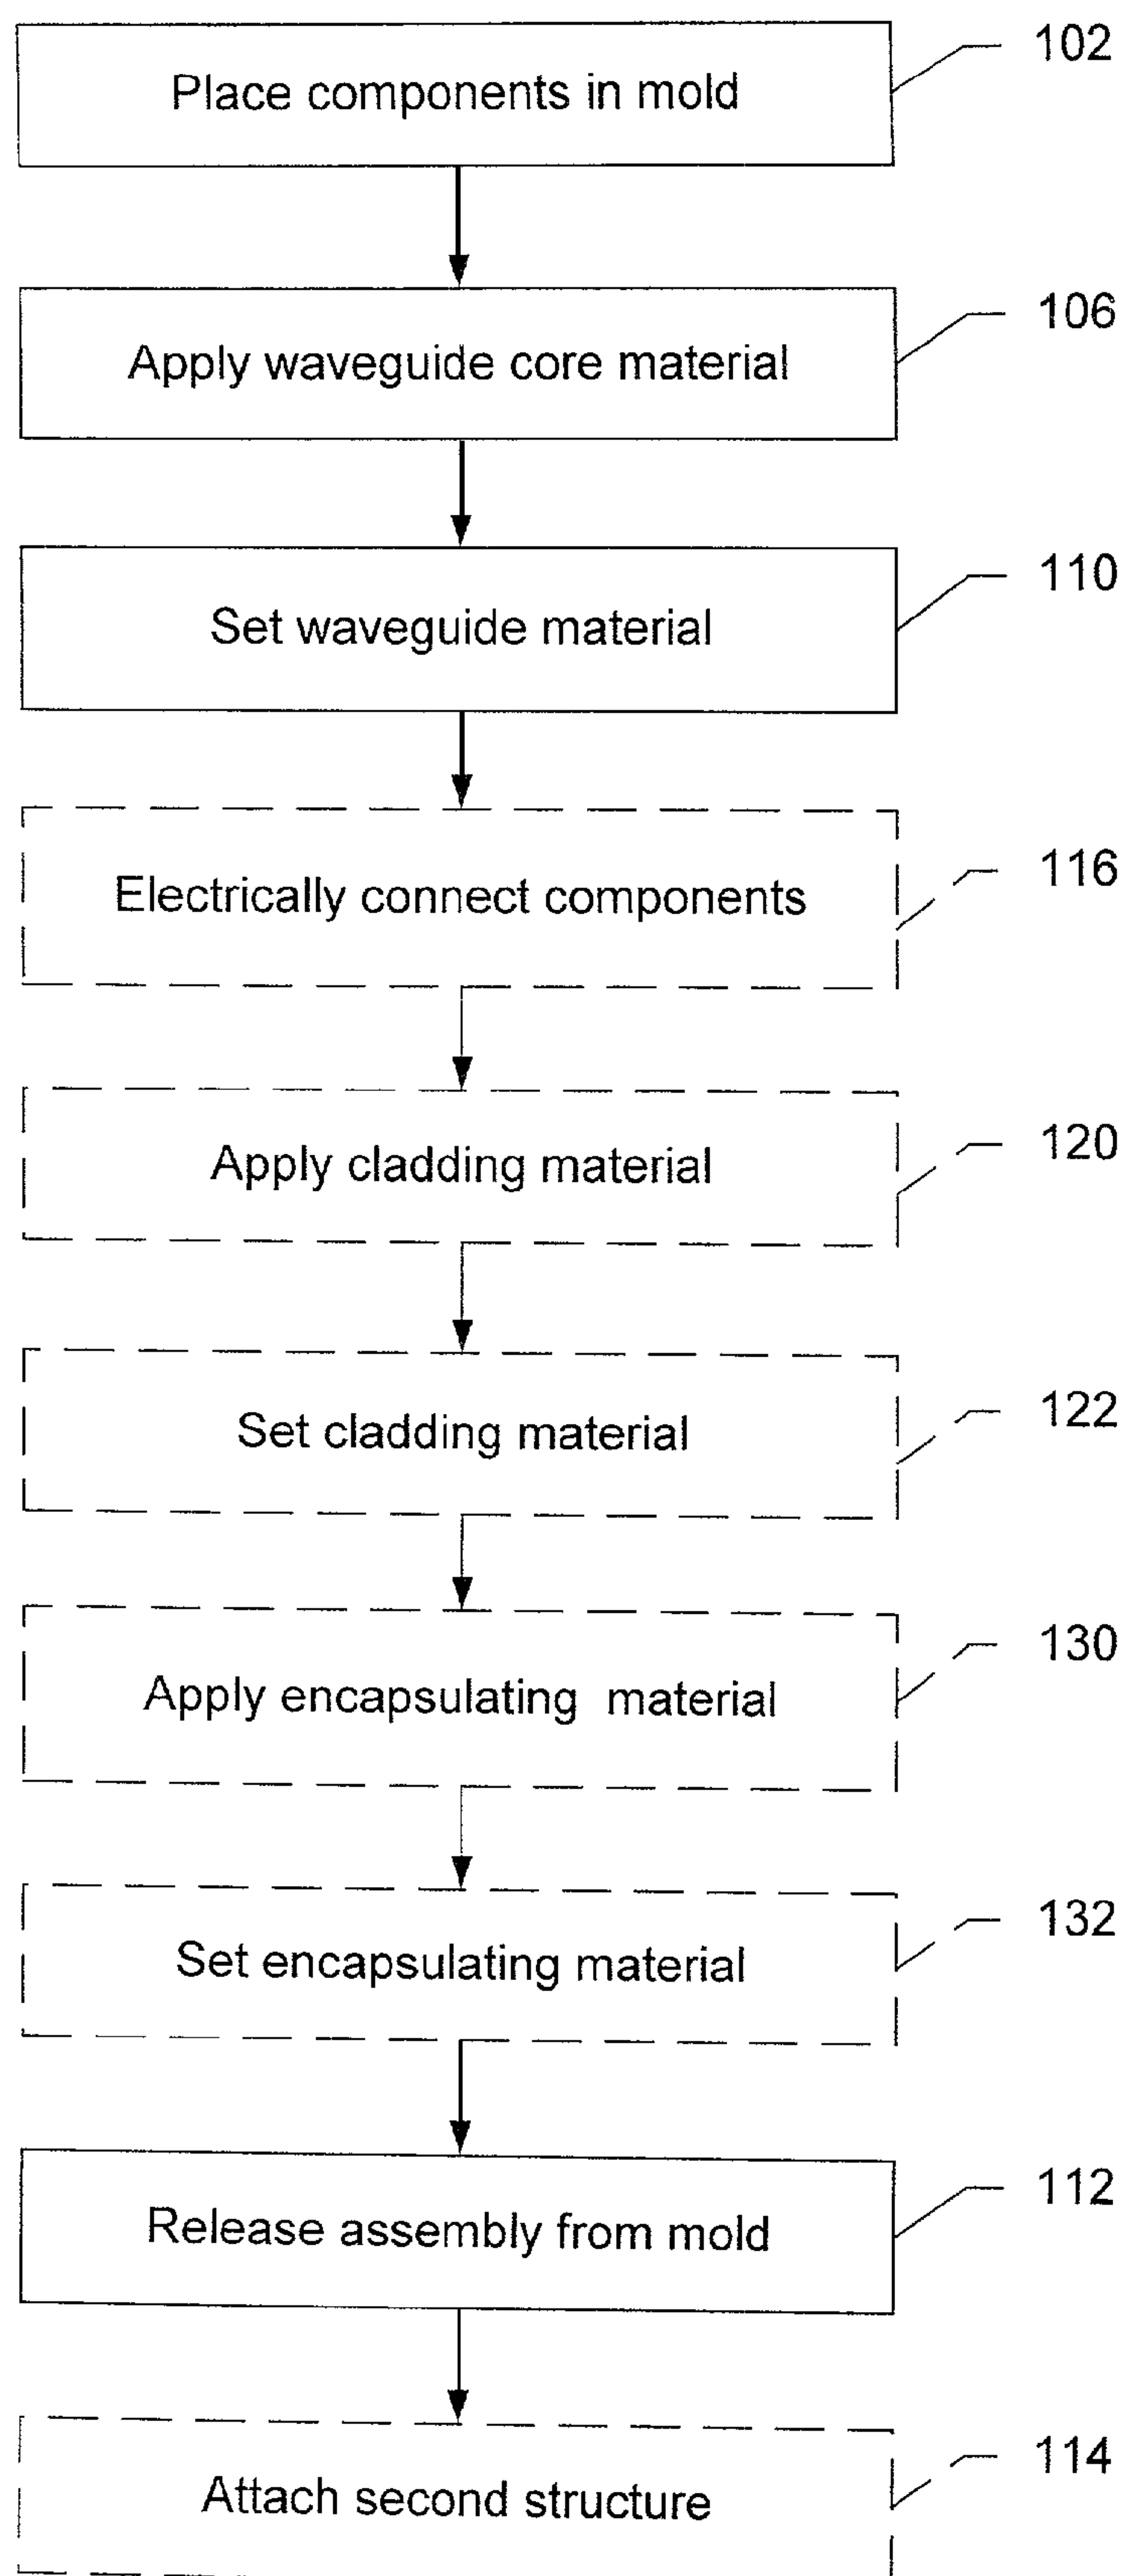 Place components in mold
102
Apply waveguide core material
106
Set waveguide material
110
Electrically connect components
116
Apply cladding material
120
Set cladding material
122
Apply encapsulating material
130
Set encapsulating material
132
Release assembly from mold
112
Attach second structure
114